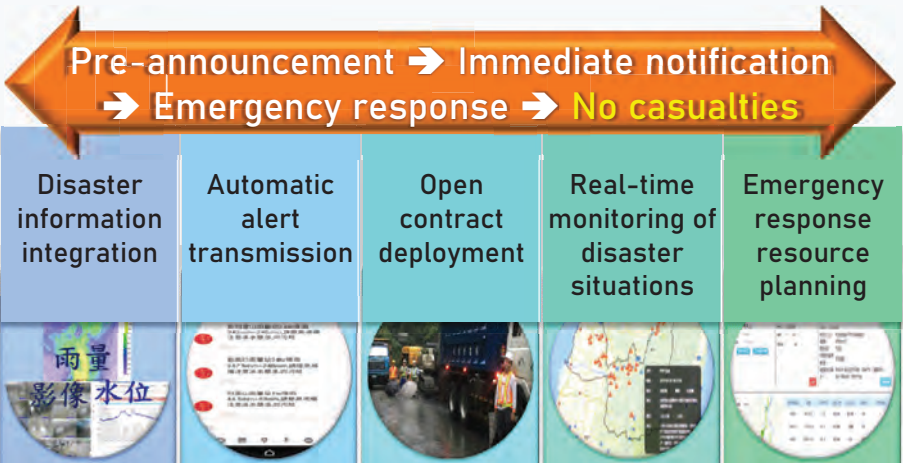 Pre-announcement ➔ Immediate notification
➔ Emergency response ➔ No casualties
Disaster
information
integration
Automatic
alert
transmission
Open
contract
deployment
Real-time
monitoring of
disaster
situations
Emergency
response
resource
planning
雨量
影像水位